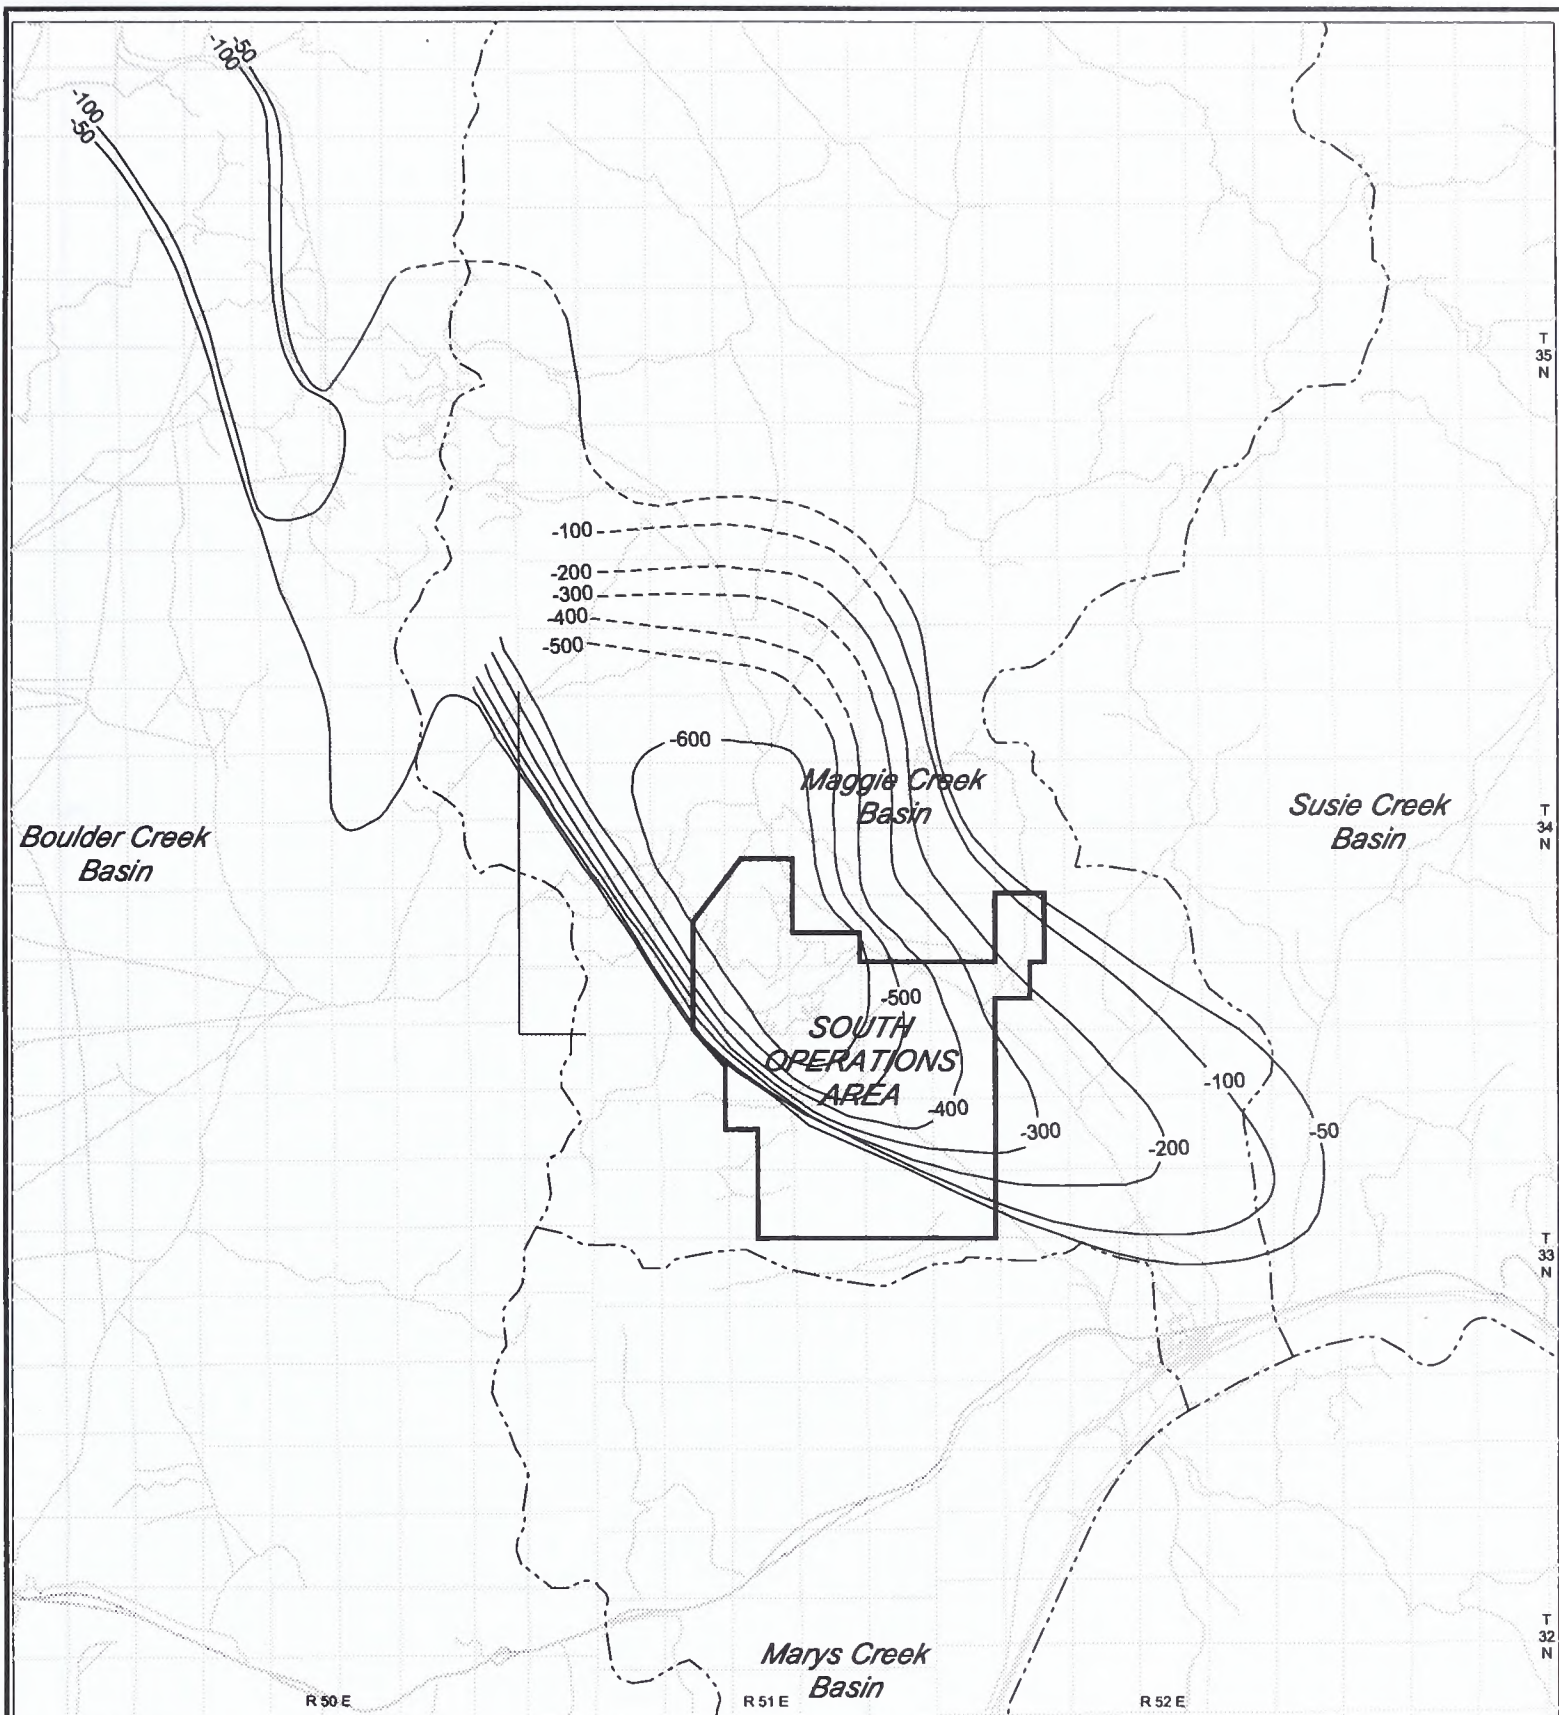 -50
-100
-100
-50
T
35
N
-100
-200
-300
-400
-500
-600
Maggie Creek
Basin
Susie Creek
Basin
T
34
N
Boulder Creek
Basin
-500
SOUTH
OPERATIONS
AREA
-100
-400
-300
-50
-200
T
33
N
T
32
N
Marys Creek
Basin
R 50 E
R 51 E
R 52 E